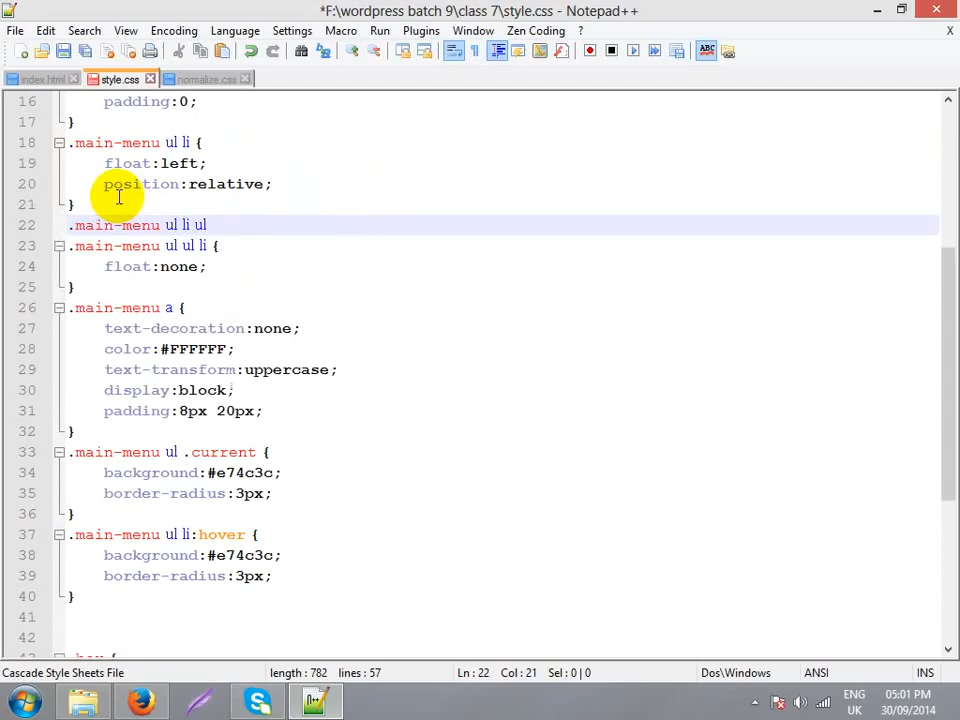 *F:\wordpress batch 9\class 7\style.css - Notepad++
File Edit Search View Encoding Language Settings Macro Run Plugins Window Zen Coding ? X
index.html style.css normalize.css
16 padding:0;
17 }
18 .main-menu ul li {
19 float:left;
20 position:relative;
21 }
22 .main-menu ul li ul
23 .main-menu ul ul li {
24 float:none;
25 }
26 .main-menu a {
27 text-decoration:none;
28 color:#FFFFFF;
29 text-transform:uppercase;
30 display:block;
31 padding:8px 20px;
32 }
33 .main-menu ul .current {
34 background:#e74c3c;
35 border-radius:3px;
36 }
37 .main-menu ul li:hover {
38 background:#e74c3c;
39 border-radius:3px;
40 }
41
42
Cascade Style Sheets File length : 782 lines : 57 Ln : 22 Col : 21 Sel : 0 | 0 Dos\Windows ANSI INS
ENG 05:01 PM
UK 30/09/2014